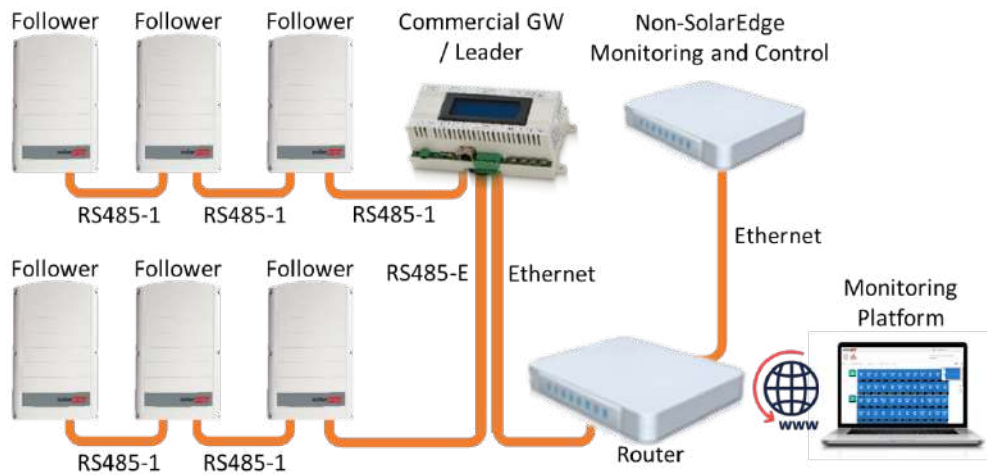 Follower
Follower
Follower
Commercial GW
/ Leader
Non-SolarEdge
Monitoring and Control
RS485-1
RS485-1
RS485-1
Follower
Follower
Follower
RS485-E
Ethernet
Ethernet
Monitoring
Platform
www
RS485-1
RS485-1
Router